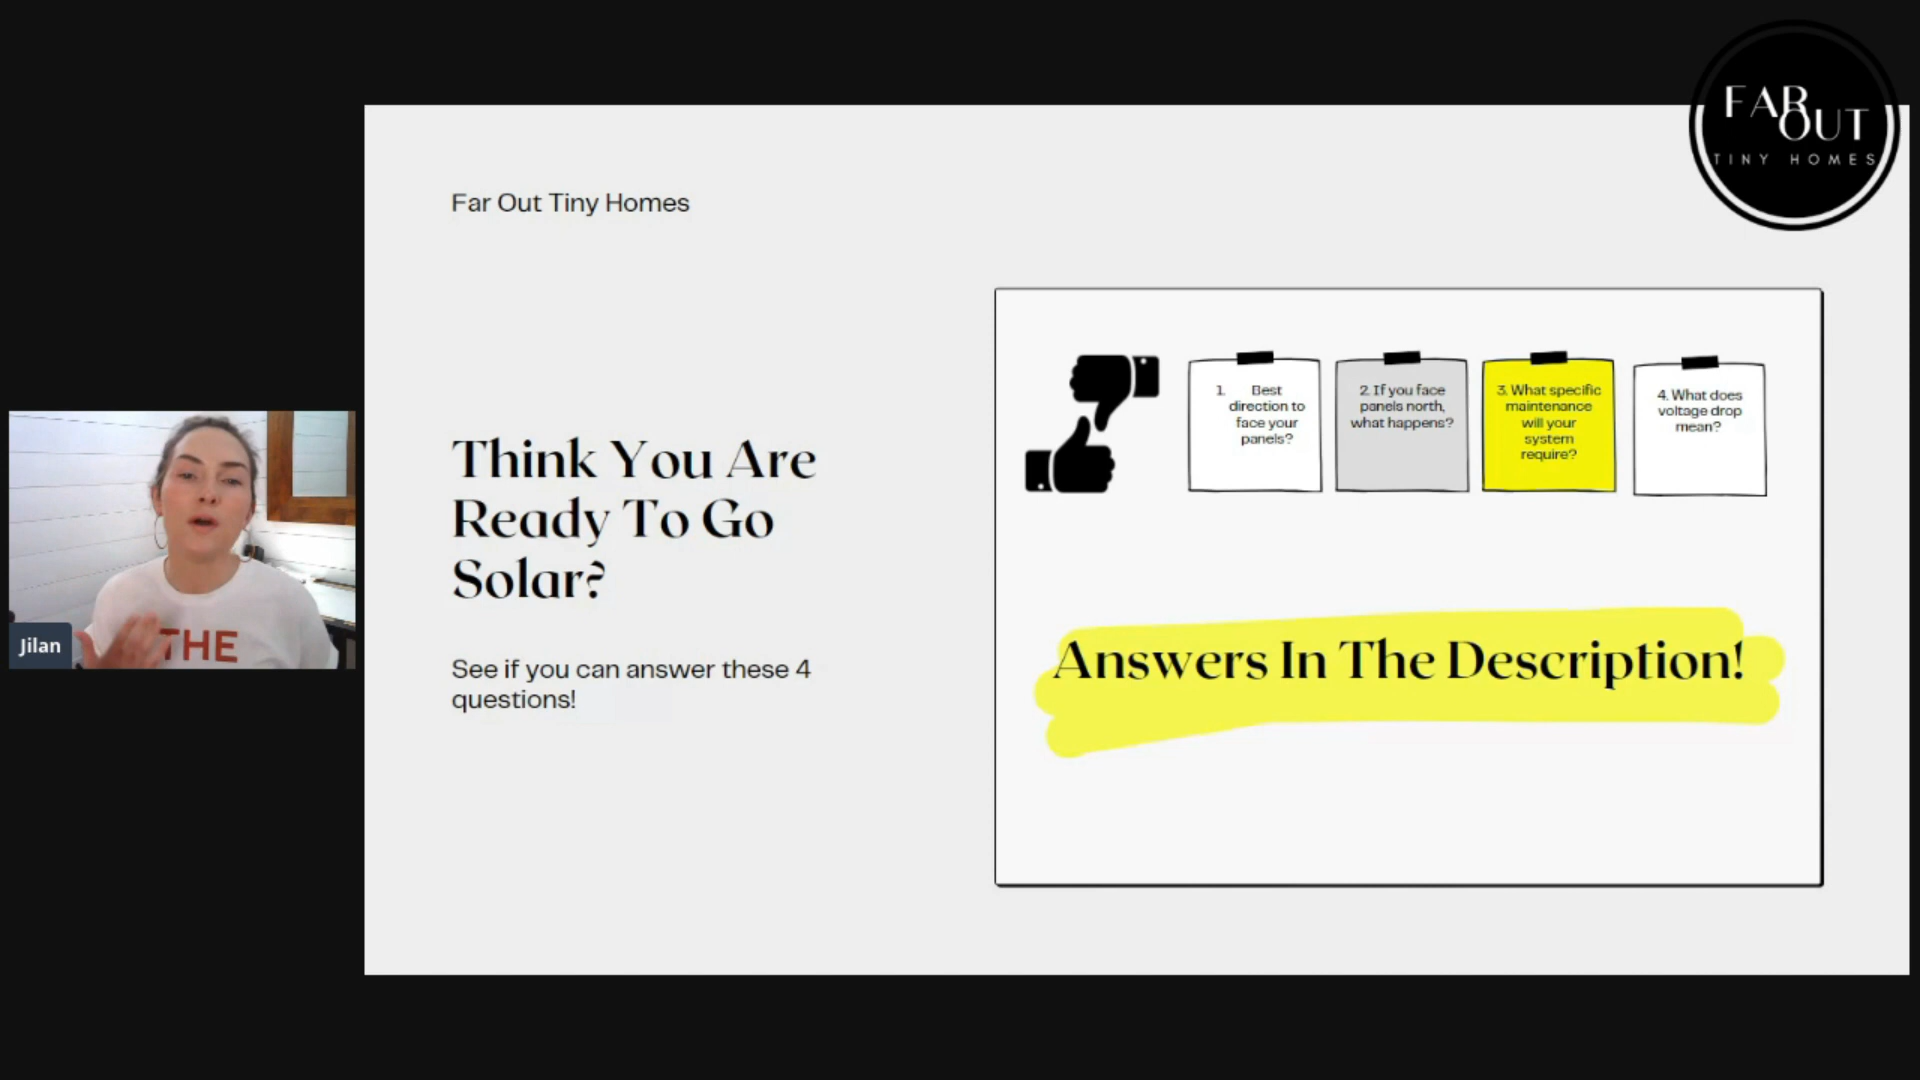 FAR
OUT
TINY HOMES
Far Out Tiny Homes
Think You Are
Ready To Go
Solar?
See if you can answer these 4
questions!
1. Best
direction to
face your
panels?
2. If you face
panels north,
what happens?
3. What specific
maintenance
will your
system
require?
4. What does
voltage drop
mean?
Answers In The Description!
Jilan
THE